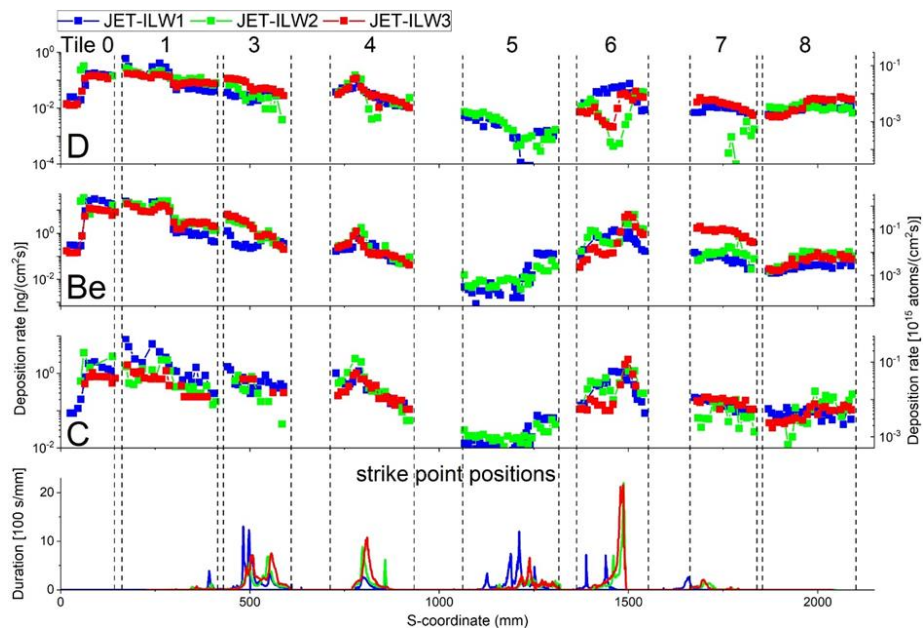 JET-ILW1 JET-ILW2 JET-ILW3
Tile 0 1 3 4 5 6 7 8
10^0
10^-2
10^-4
D
10^-1
10^-3
10^0
10^-2
Be
10^-1
10^-3
10^0
10^-2
C
10^-1
10^-3
Deposition rate [ng/(cm²s)]
Deposition rate [10^15 atoms/(cm²s)]
strike point positions
Duration [100 s/mm]
20
10
0
0 500 1000 1500 2000
S-coordinate (mm)